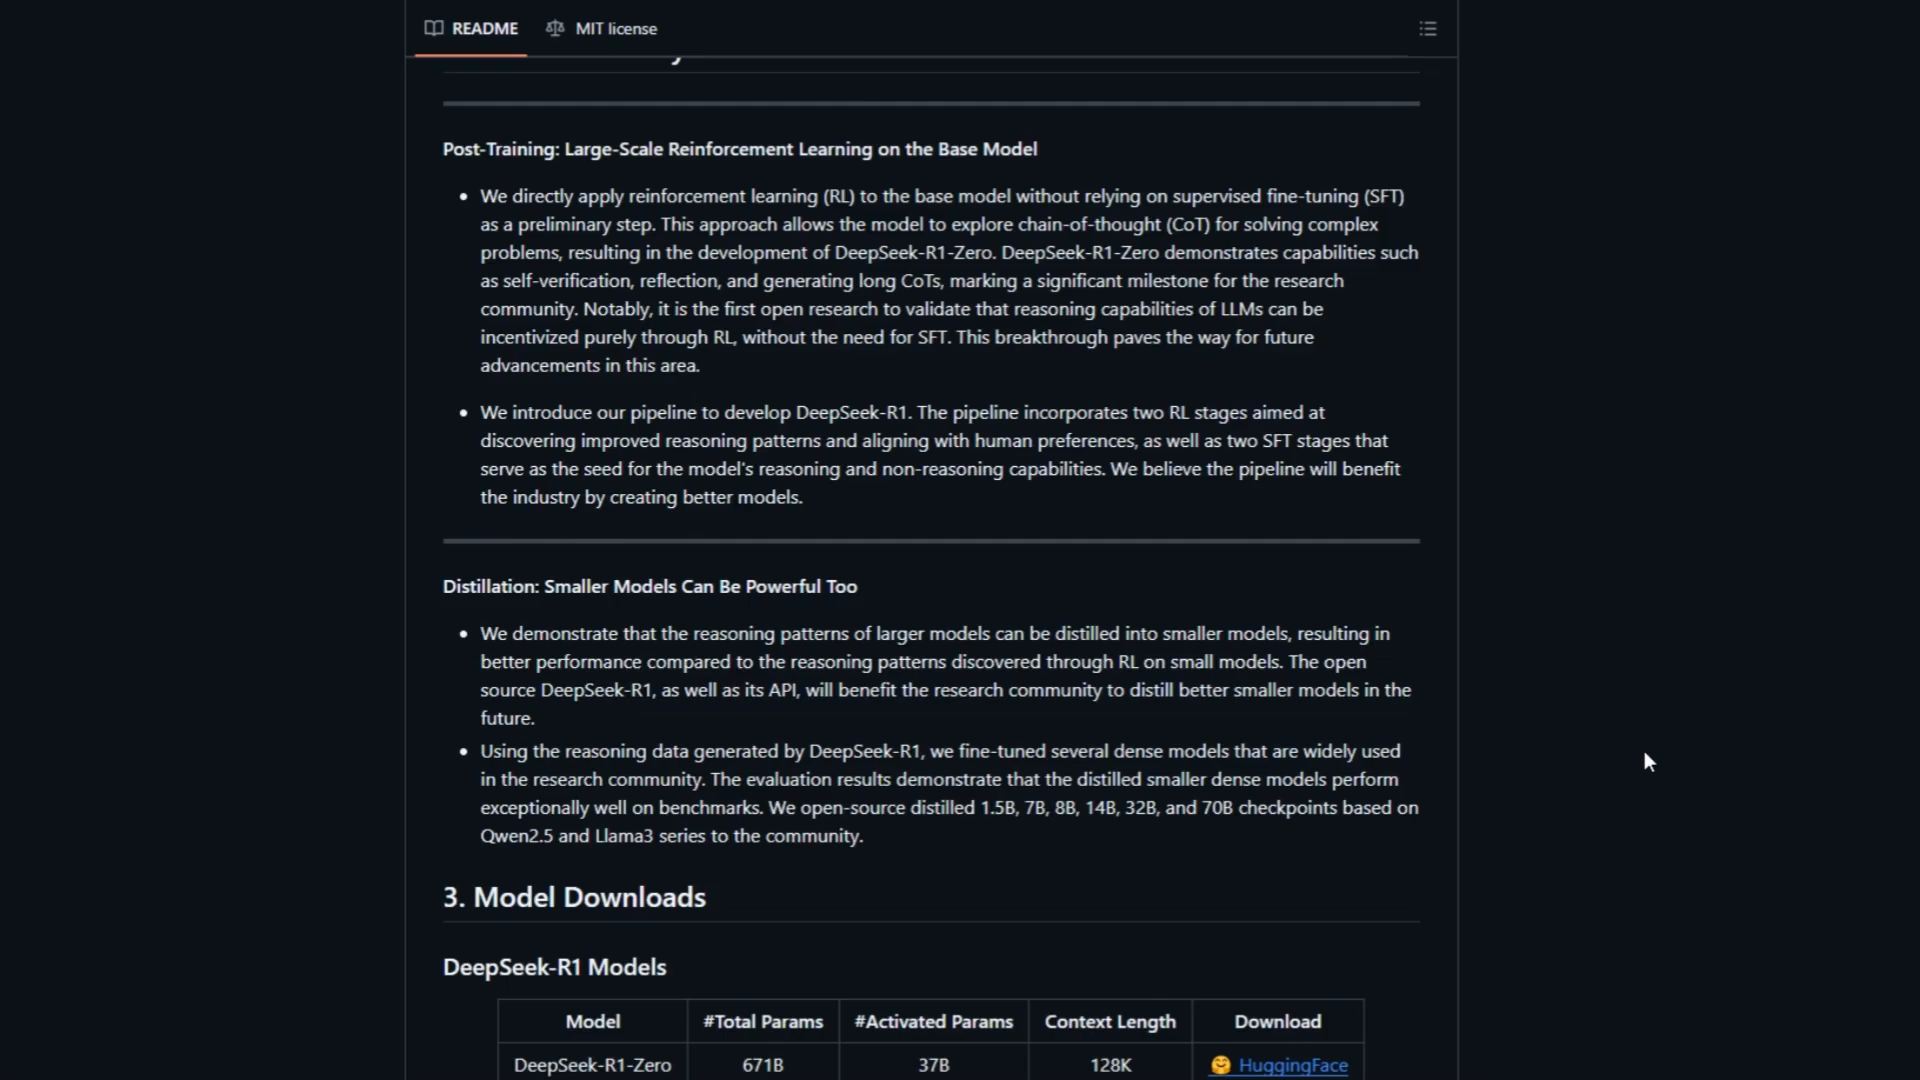 README
MIT license
Post-Training: Large-Scale Reinforcement Learning on the Base Model
We directly apply reinforcement learning (RL) to the base model without relying on supervised fine-tuning (SFT)
as a preliminary step. This approach allows the model to explore chain-of-thought (CoT) for solving complex
problems, resulting in the development of DeepSeek-R1-Zero. DeepSeek-R1-Zero demonstrates capabilities such
as self-verification, reflection, and generating long CoTs, marking a significant milestone for the research
community. Notably, it is the first open research to validate that reasoning capabilities of LLMs can be
incentivized purely through RL, without the need for SFT. This breakthrough paves the way for future
advancements in this area.
We introduce our pipeline to develop DeepSeek-R1. The pipeline incorporates two RL stages aimed at
discovering improved reasoning patterns and aligning with human preferences, as well as two SFT stages that
serve as the seed for the model's reasoning and non-reasoning capabilities. We believe the pipeline will benefit
the industry by creating better models.
Distillation: Smaller Models Can Be Powerful Too
We demonstrate that the reasoning patterns of larger models can be distilled into smaller models, resulting in
better performance compared to the reasoning patterns discovered through RL on small models. The open
source DeepSeek-R1, as well as its API, will benefit the research community to distill better smaller models in the
future.
Using the reasoning data generated by DeepSeek-R1, we fine-tuned several dense models that are widely used
in the research community. The evaluation results demonstrate that the distilled smaller dense models perform
exceptionally well on benchmarks. We open-source distilled 1.5B, 7B, 8B, 14B, 32B, and 70B checkpoints based on
Qwen2.5 and Llama3 series to the community.
3. Model Downloads
DeepSeek-R1 Models
Model #Total Params #Activated Params Context Length Download
DeepSeek-R1-Zero 671B 37B 128K 🤗 HuggingFace